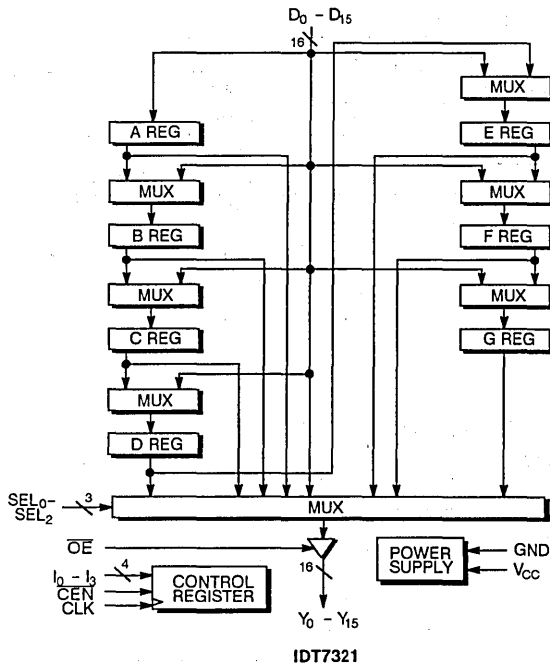 D₀ – D₁₅
16
MUX
A REG
E REG
MUX
MUX
B REG
F REG
MUX
MUX
C REG
G REG
MUX
D REG
SEL₀-
SEL₂
3
MUX
OE
16
I₀ – I₃
4
CEN
CLK
CONTROL
REGISTER
Y₀ – Y₁₅
POWER
SUPPLY
GND
VCC
IDT7321